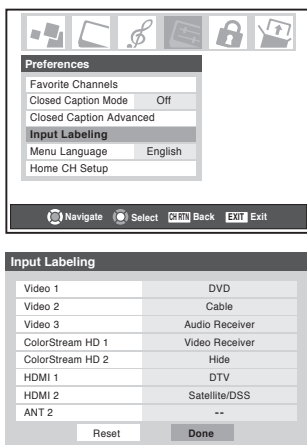 Preferences
Favorite Channels
Closed Caption Mode Off
Closed Caption Advanced
Input Labeling
Menu Language English
Home CH Setup
Navigate Select CH RTN Back EXIT Exit
Input Labeling
Video 1 DVD
Video 2 Cable
Video 3 Audio Receiver
ColorStream HD 1 Video Receiver
ColorStream HD 2 Hide
HDMI 1 DTV
HDMI 2 Satellite/DSS
ANT 2 --
Reset Done